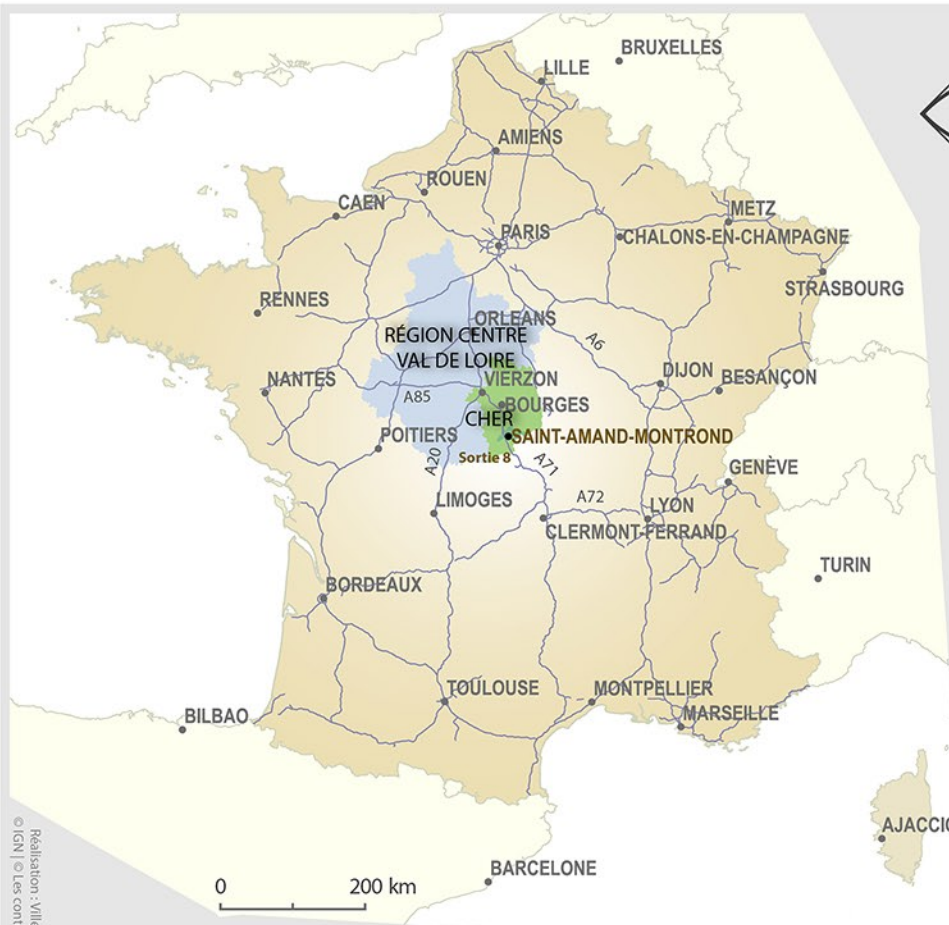 BRUXELLES
LILLE
AMIENS
ROUEN
CAEN
METZ
PARIS
CHALONS-EN-CHAMPAGNE
STRASBOURG
RENNES
ORLEANS
RÉGION CENTRE
VAL DE LOIRE
A6
NANTES
VIERZON
DIJON
BESANÇON
A85
BOURGES
CHER
POITIERS
SAINT-AMAND-MONTROND
Sortie 8
A20
A71
GENÈVE
LIMOGES
A72
LYON
CLERMONT-FERRAND
TURIN
BORDEAUX
TOULOUSE
MONTPELLIER
MARSEILLE
BILBAO
AJACCIO
BARCELONE
0 200 km
Réalisation : Ville
© IGN | © Les cont